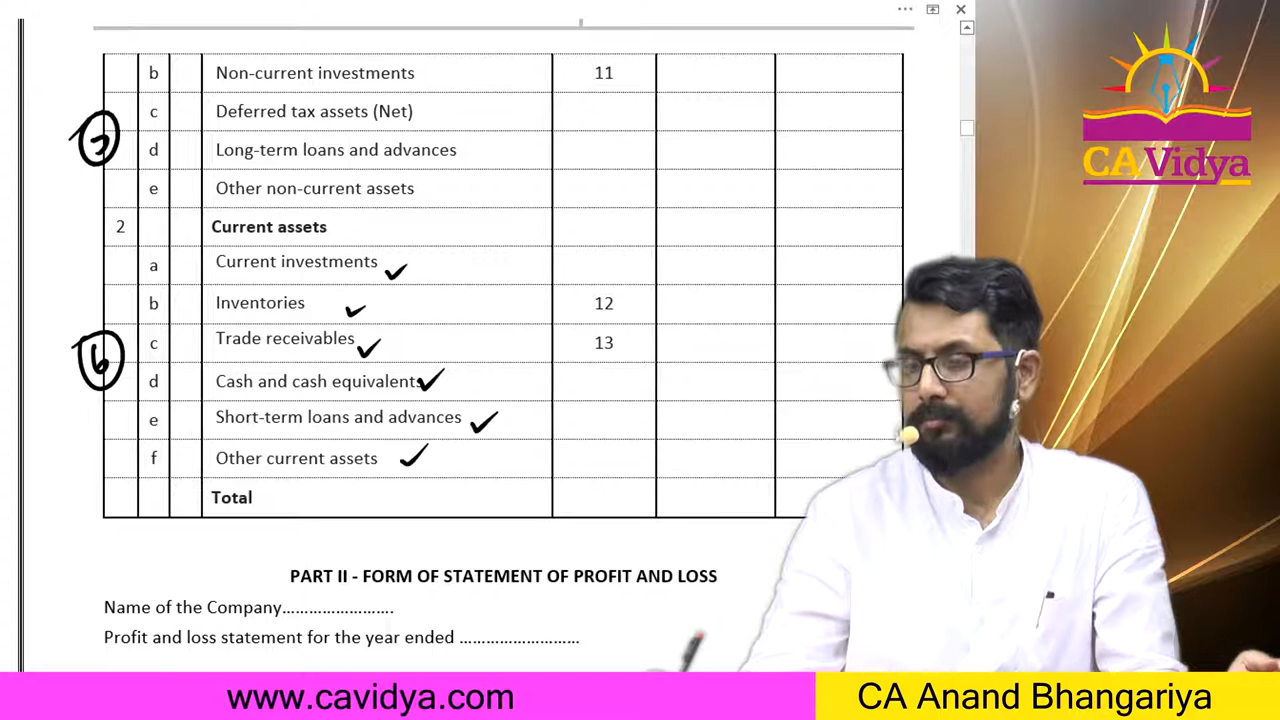 b Non-current investments 11
c Deferred tax assets (Net)
d Long-term loans and advances
e Other non-current assets
2 Current assets
a Current investments
b Inventories 12
c Trade receivables 13
6
d Cash and cash equivalents
e Short-term loans and advances
f Other current assets
Total
PART II - FORM OF STATEMENT OF PROFIT AND LOSS
Name of the Company…………………….
Profit and loss statement for the year ended ………………………
CA Vidya
www.cavidya.com
CA Anand Bhangariya